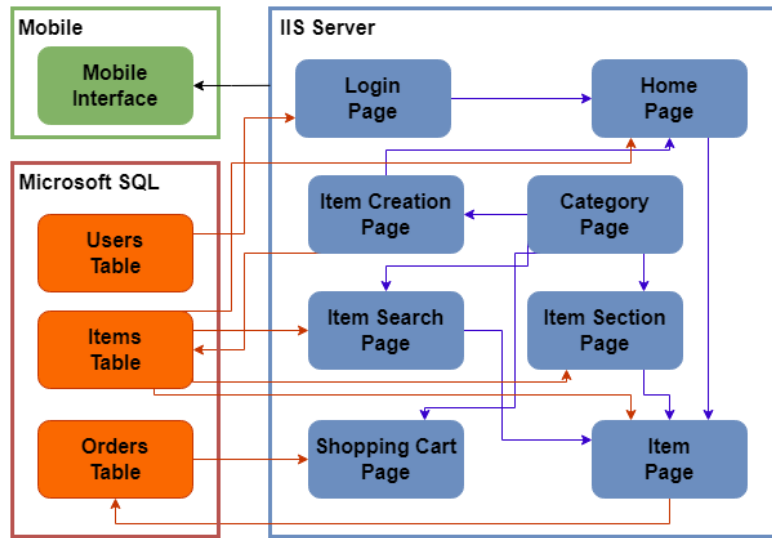 Mobile
Mobile
Interface
IIS Server
Login
Page
Home
Page
Microsoft SQL
Users
Table
Items
Table
Orders
Table
Item Creation
Page
Category
Page
Item Search
Page
Item Section
Page
Shopping Cart
Page
Item
Page